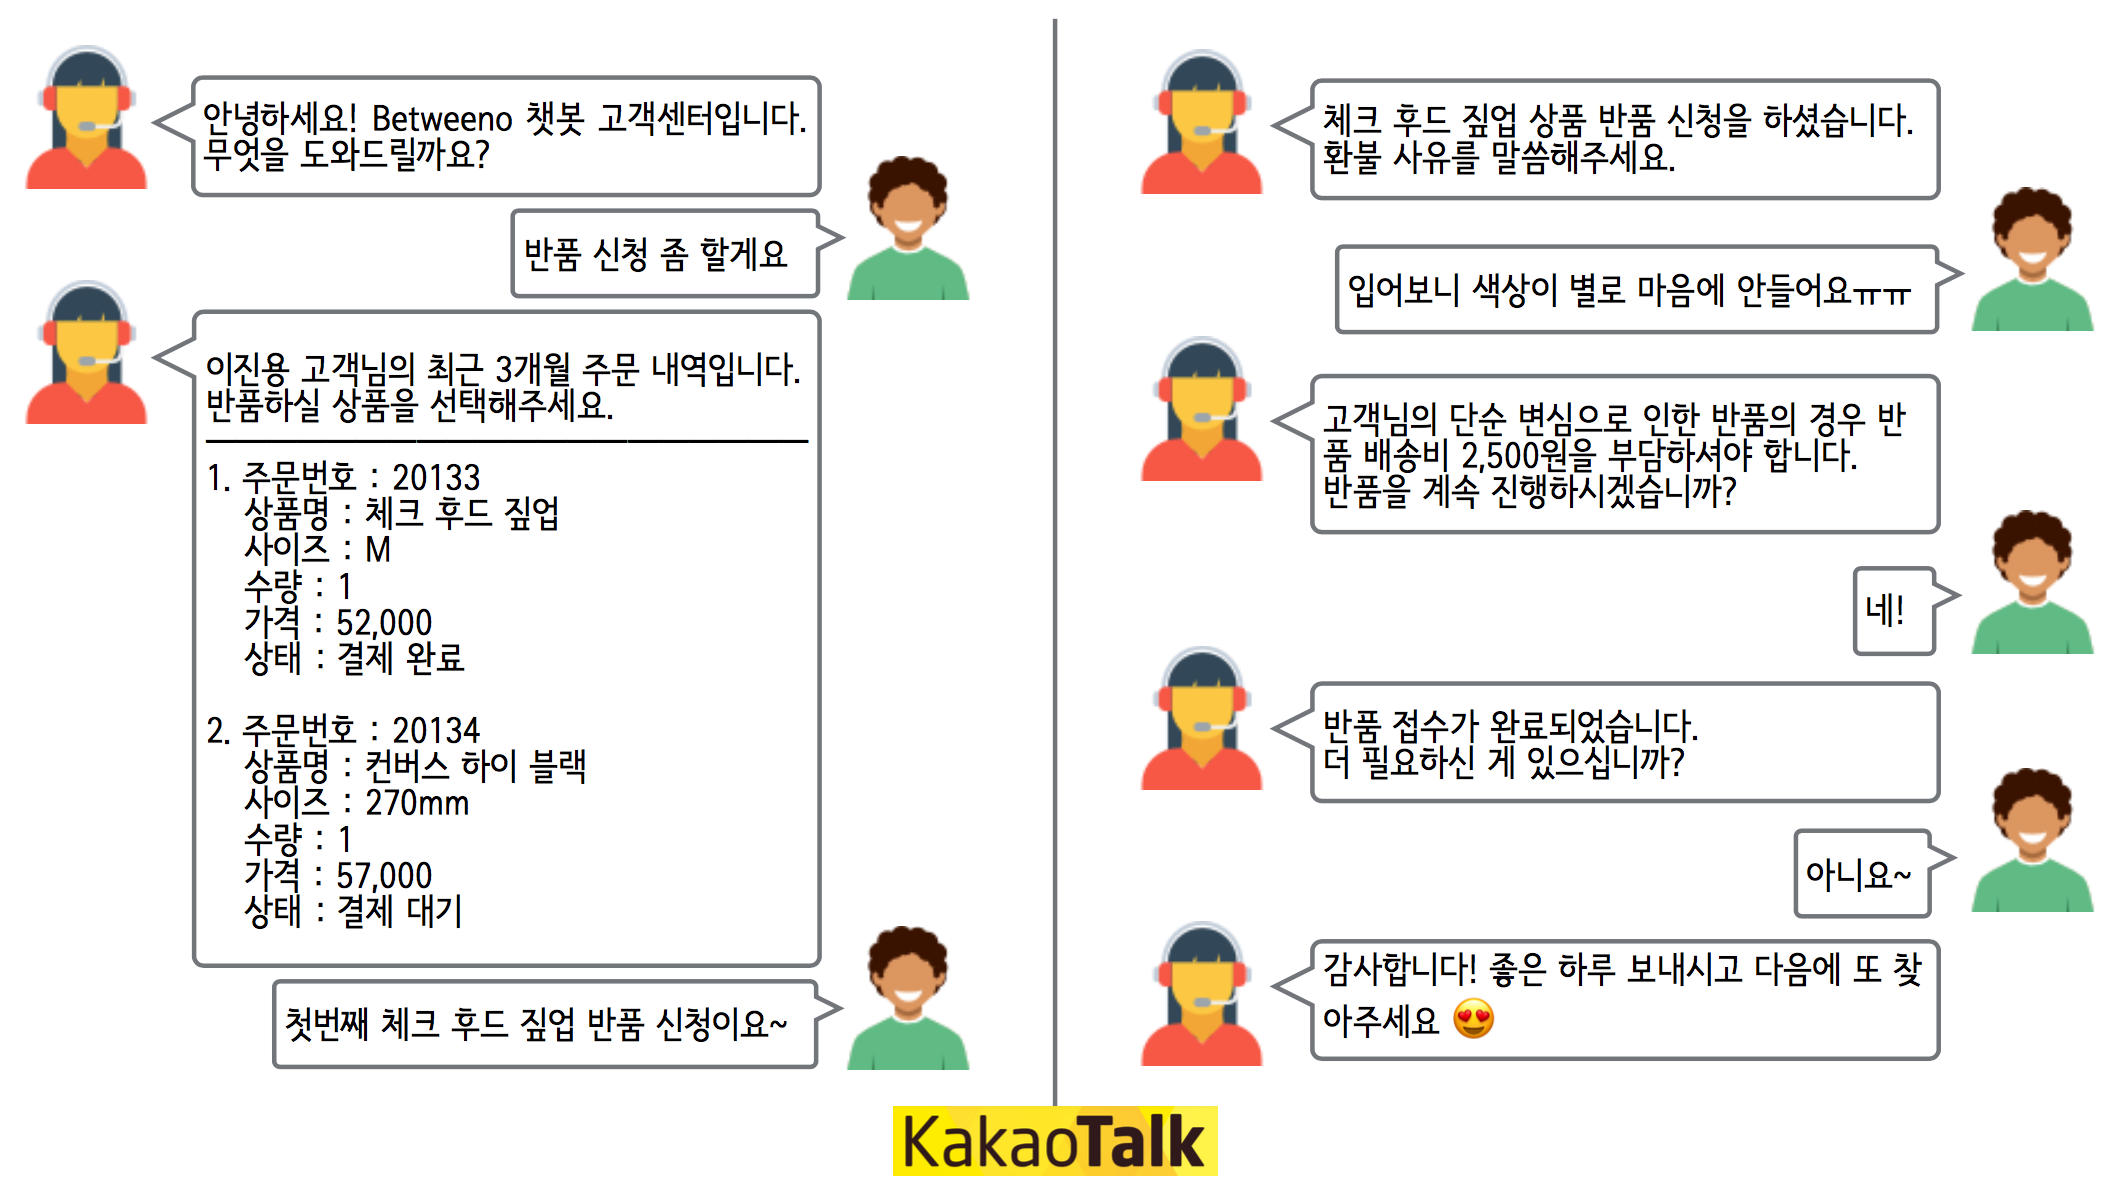 안녕하세요! Betweeno 챗봇 고객센터입니다.
무엇을 도와드릴까요?
반품 신청 좀 할게요
이진용 고객님의 최근 3개월 주문 내역입니다.
반품하실 상품을 선택해주세요.
1. 주문번호 : 20133
상품명 : 체크 후드 짚업
사이즈 : M
수량 : 1
가격 : 52,000
상태 : 결제 완료
2. 주문번호 : 20134
상품명 : 컨버스 하이 블랙
사이즈 : 270mm
수량 : 1
가격 : 57,000
상태 : 결제 대기
첫번째 체크 후드 짚업 반품 신청이요~
체크 후드 짚업 상품 반품 신청을 하셨습니다.
환불 사유를 말씀해주세요.
입어보니 색상이 별로 마음에 안들어요ㅠㅠ
고객님의 단순 변심으로 인한 반품의 경우 반
품 배송비 2,500원을 부담하셔야 합니다.
반품을 계속 진행하시겠습니까?
네!
반품 접수가 완료되었습니다.
더 필요하신 게 있으십니까?
아니요~
감사합니다! 좋은 하루 보내시고 다음에 또 찾
아주세요 😍
KakaoTalk